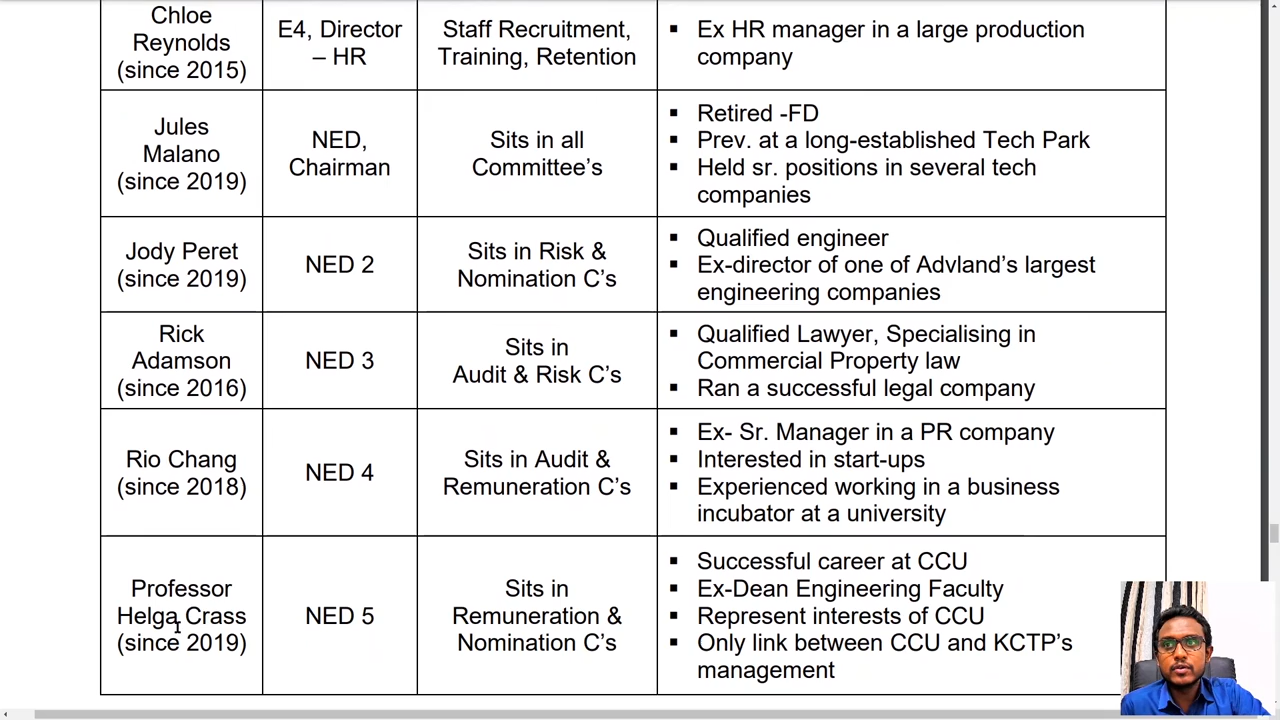 Chloe
Reynolds
(since 2015)
E4, Director
– HR
Staff Recruitment,
Training, Retention
▪ Ex HR manager in a large production
company
Jules
Malano
(since 2019)
NED,
Chairman
Sits in all
Committee’s
▪ Retired -FD
▪ Prev. at a long-established Tech Park
▪ Held sr. positions in several tech
companies
Jody Peret
(since 2019)
NED 2
Sits in Risk &
Nomination C’s
▪ Qualified engineer
▪ Ex-director of one of Advland’s largest
engineering companies
Rick
Adamson
(since 2016)
NED 3
Sits in
Audit & Risk C’s
▪ Qualified Lawyer, Specialising in
Commercial Property law
▪ Ran a successful legal company
Rio Chang
(since 2018)
NED 4
Sits in Audit &
Remuneration C’s
▪ Ex- Sr. Manager in a PR company
▪ Interested in start-ups
▪ Experienced working in a business
incubator at a university
Professor
Helga Crass
(since 2019)
NED 5
Sits in
Remuneration &
Nomination C’s
▪ Successful career at CCU
▪ Ex-Dean Engineering Faculty
▪ Represent interests of CCU
▪ Only link between CCU and KCTP’s
management